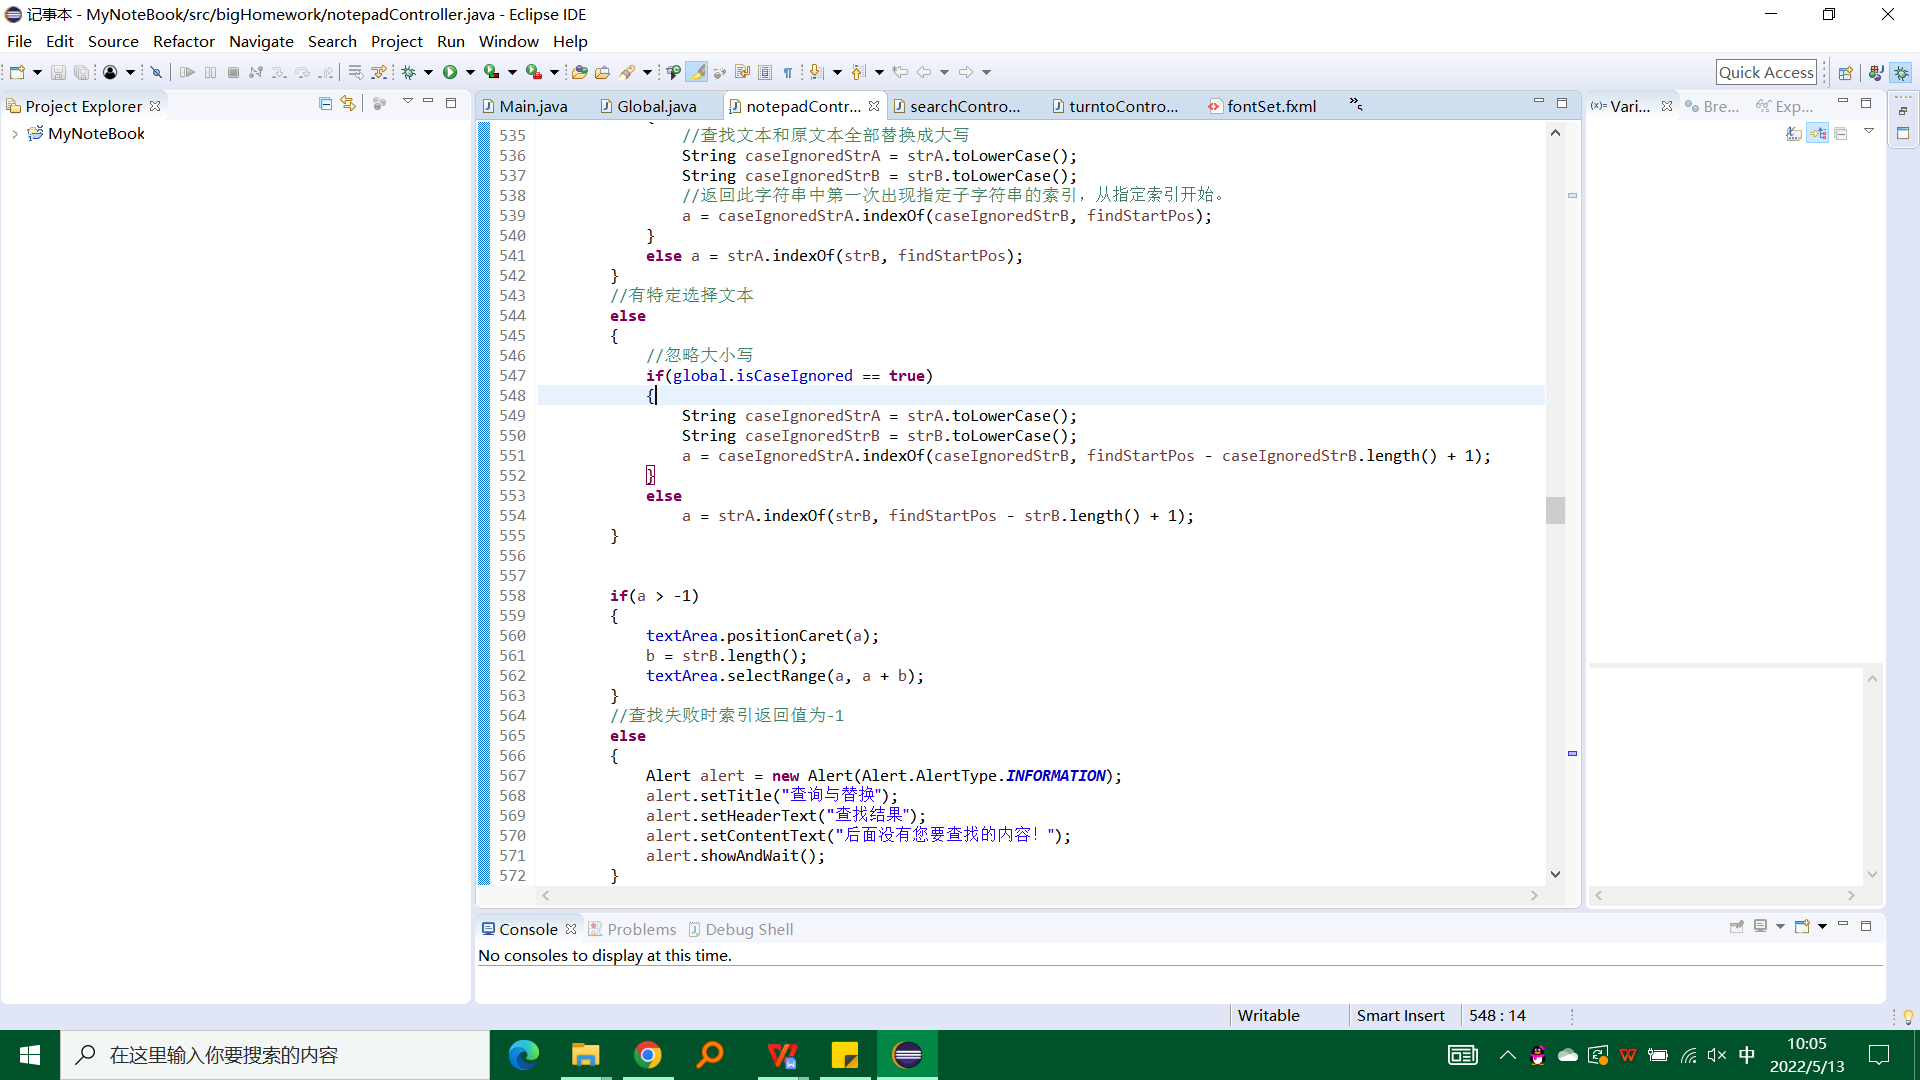 记事本 - MyNoteBook/src/bigHomework/notepadController.java - Eclipse IDE
File Edit Source Refactor Navigate Search Project Run Window Help
Quick Access
Project Explorer
MyNoteBook
Main.java Global.java notepadContr... searchContro... turntoContro... fontSet.fxml »5
(x)= Vari... Bre... Exp...
535 //查找文本和原文本全部替换成大写
536 String caseIgnoredStrA = strA.toLowerCase();
537 String caseIgnoredStrB = strB.toLowerCase();
538 //返回此字符串中第一次出现指定子字符串的索引，从指定索引开始。
539 a = caseIgnoredStrA.indexOf(caseIgnoredStrB, findStartPos);
540 }
541 else a = strA.indexOf(strB, findStartPos);
542 }
543 //有特定选择文本
544 else
545 {
546 //忽略大小写
547 if(global.isCaseIgnored == true)
548 {
549 String caseIgnoredStrA = strA.toLowerCase();
550 String caseIgnoredStrB = strB.toLowerCase();
551 a = caseIgnoredStrA.indexOf(caseIgnoredStrB, findStartPos - caseIgnoredStrB.length() + 1);
552 }
553 else
554 a = strA.indexOf(strB, findStartPos - strB.length() + 1);
555 }
556
557
558 if(a > -1)
559 {
560 textArea.positionCaret(a);
561 b = strB.length();
562 textArea.selectRange(a, a + b);
563 }
564 //查找失败时索引返回值为-1
565 else
566 {
567 Alert alert = new Alert(Alert.AlertType.INFORMATION);
568 alert.setTitle("查询与替换");
569 alert.setHeaderText("查找结果");
570 alert.setContentText("后面没有您要查找的内容！");
571 alert.showAndWait();
572 }
Console Problems Debug Shell
No consoles to display at this time.
Writable Smart Insert 548 : 14
在这里输入你要搜索的内容
中
10:05
2022/5/13